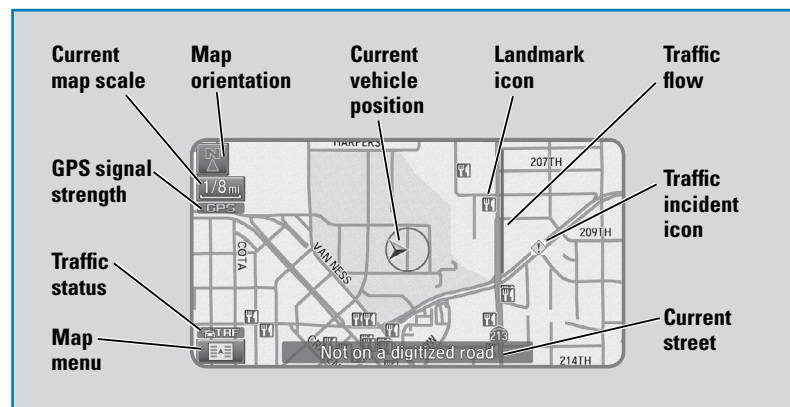 Current
map scale
Map
orientation
Current
vehicle
position
Landmark
icon
Traffic
flow
GPS signal
strength
Traffic
incident
icon
Traffic
status
Map
menu
Current
street
N
1/8 mi
GPS
HARPERS
207TH
209TH
COTA
VAN NESS
TRF
A
213
Not on a digitized road
214TH